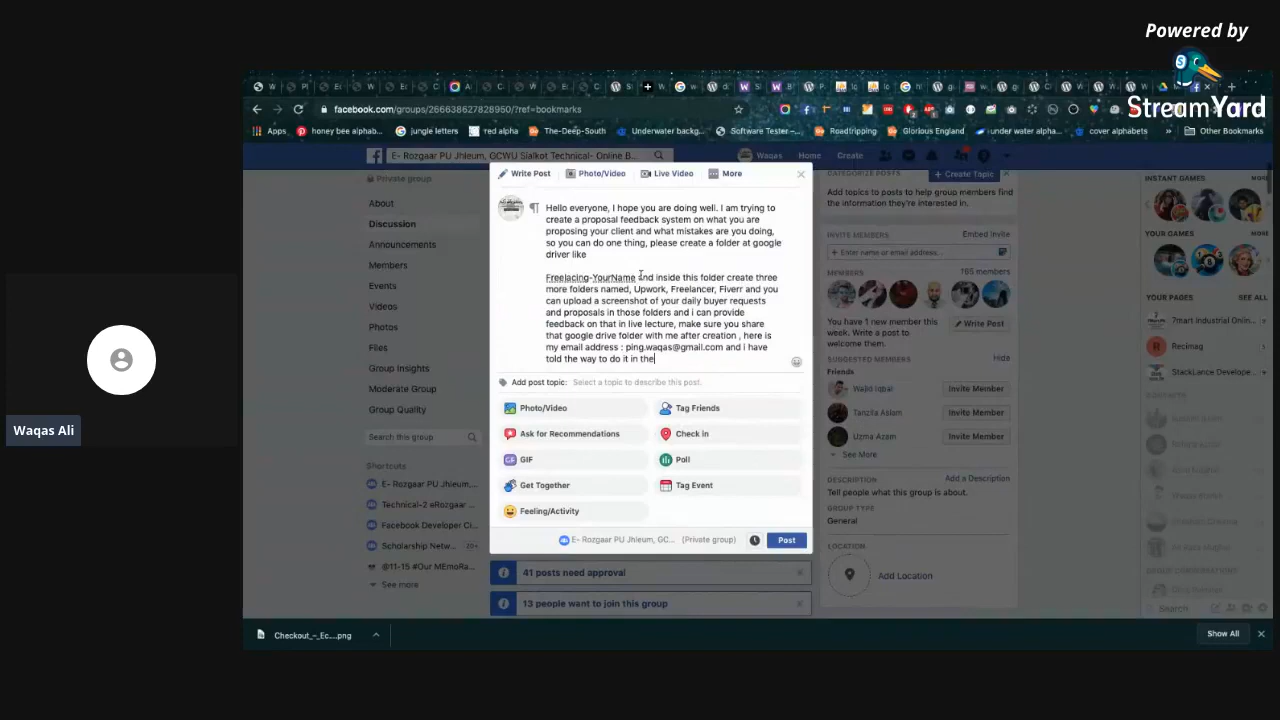 Powered by
StreamYard
facebook.com/groups/266638627828950/?ref=bookmarks
Apps
honey bee alphab...
jungle letters
red alpha
The-Deep-South
Underwater backg...
Software Tester –...
Roadtripping
Glorious England
under water alpha...
cover alphabets
»
Other Bookmarks
E- Rozgaar PU Jhleum, GCWU Sialkot Technical- Online B...
Waqas
Home
Create
Private group
About
Discussion
Announcements
Members
Events
Videos
Photos
Files
Group Insights
Moderate Group
Group Quality
Search this group
Shortcuts
E- Rozgaar PU Jhleum,...
Technical-2 eRozgaar ...
Facebook Developer Ci...
Scholarship Netw... 20+
@11-15 #Our MEmoRa...
See more
Write Post
Photo/Video
Live Video
More
Hello everyone, I hope you are doing well. I am trying to
create a proposal feedback system on what you are
proposing your client and what mistakes are you doing,
so you can do one thing, please create a folder at google
driver like
Freelacing-YourName and inside this folder create three
more folders named, Upwork, Freelancer, Fiverr and you
can upload a screenshot of your daily buyer requests
and proposals in those folders and i can provide
feedback on that in live lecture, make sure you share
that google drive folder with me after creation , here is
my email address : ping.waqas@gmail.com and i have
told the way to do it in the
Add post topic: Select a topic to describe this post.
Photo/Video
Tag Friends
Ask for Recommendations
Check in
GIF
Poll
Get Together
Tag Event
Feeling/Activity
E- Rozgaar PU Jhleum, GC... (Private group)
Post
41 posts need approval
13 people want to join this group
CATEGORIZE POSTS
+ Create Topic
Add topics to posts to help group members find
the information they're interested in.
INVITE MEMBERS
Embed Invite
+ Enter name or email address...
MEMBERS
165 members
You have 1 new member this
week. Write a post to
welcome them.
Write Post
SUGGESTED MEMBERS
Hide
Friends
Wajid Iqbal
Invite Member
Tanzila Aslam
Invite Member
Uzma Azam
Invite Member
See More
DESCRIPTION
Add a Description
Tell people what this group is about.
GROUP TYPE
General
LOCATION
Add Location
INSTANT GAMES
MORE
YOUR GAMES
MORE
YOUR PAGES
SEE ALL
7mart Industrial Onlin...
Recimag
StackLance Develope...
Search
Waqas Ali
Checkout_–_Ec....png
Show All